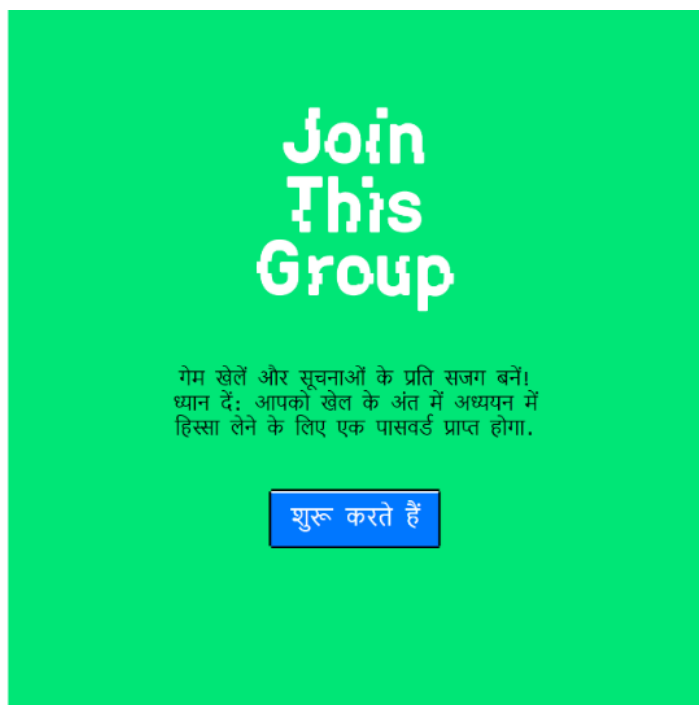 Join
This
Group
गेम खेलें और सूचनाओं के प्रति सजग बनें!
ध्यान दें: आपको खेल के अंत में अध्ययन में
हिस्सा लेने के लिए एक पासवर्ड प्राप्त होगा.
शुरू करते हैं